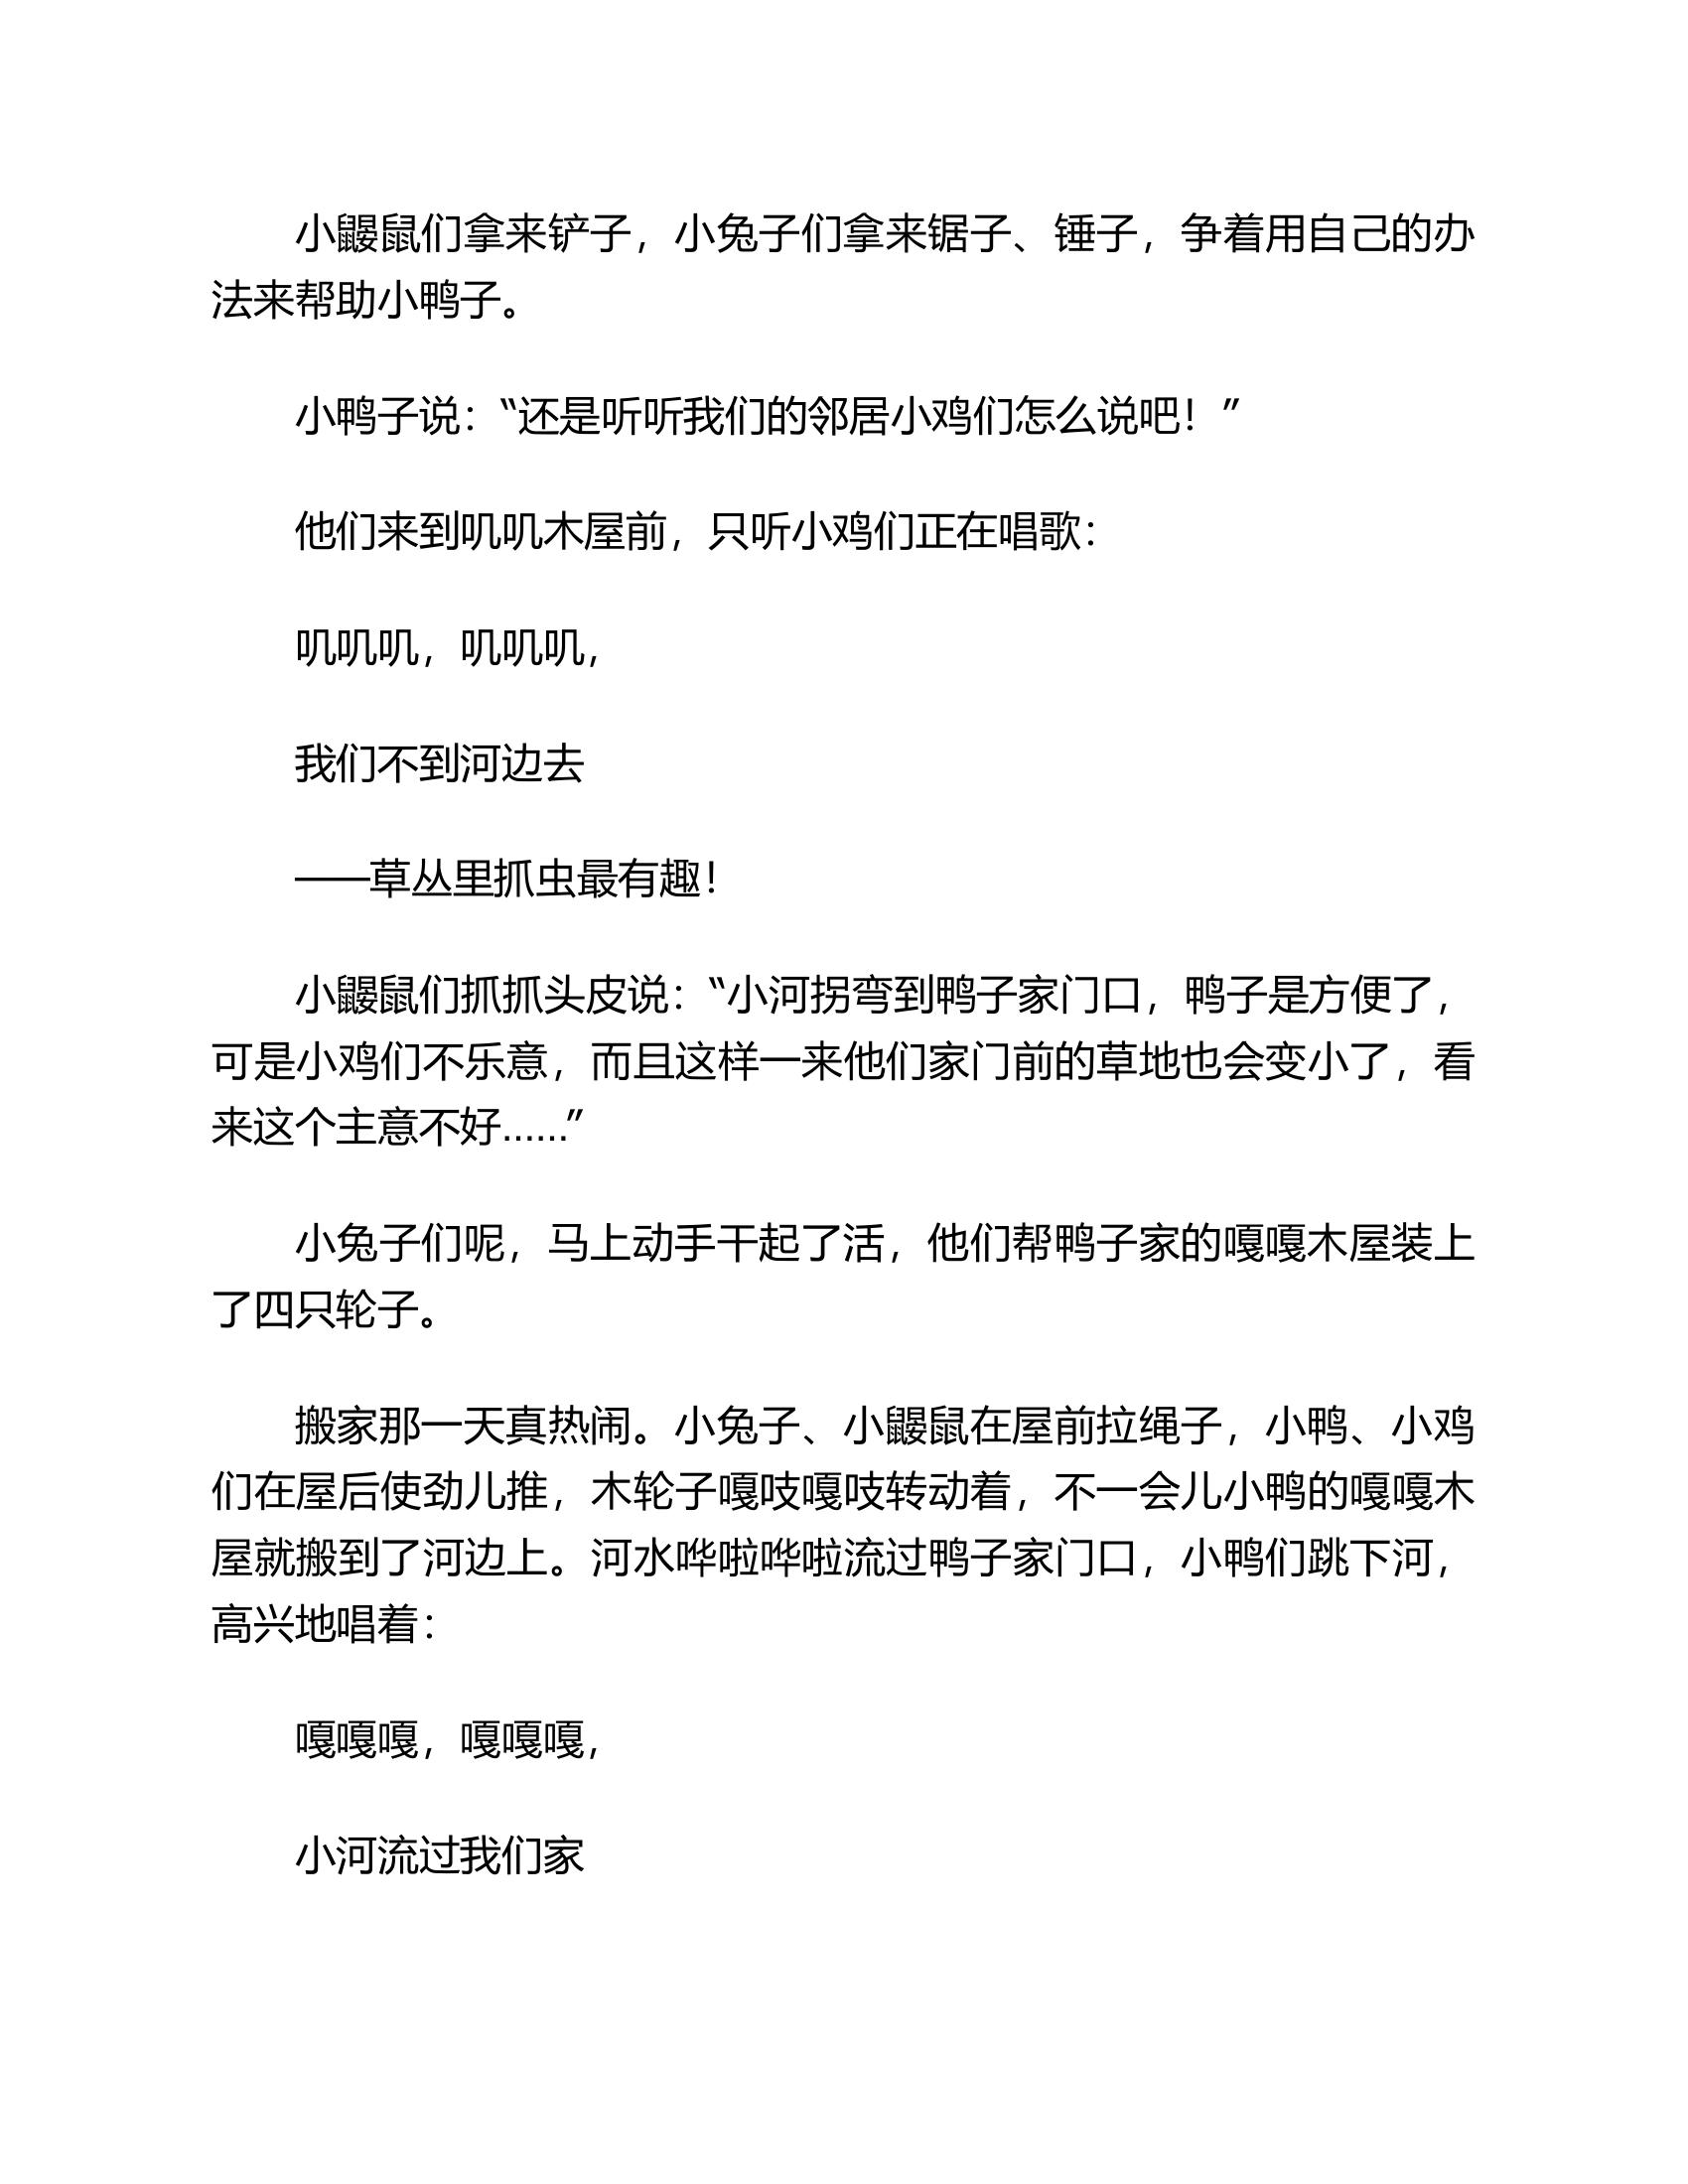 小鼹鼠们拿来铲子，小兔子们拿来锯子、锤子，争着用自己的办
法来帮助小鸭子。
小鸭子说：“还是听听我们的邻居小鸡们怎么说吧！”
他们来到叽叽木屋前，只听小鸡们正在唱歌：
叽叽叽，叽叽叽，
我们不到河边去
——草丛里抓虫最有趣！
小鼹鼠们抓抓头皮说：“小河拐弯到鸭子家门口，鸭子是方便了，
可是小鸡们不乐意，而且这样一来他们家门前的草地也会变小了，看
来这个主意不好……”
小兔子们呢，马上动手干起了活，他们帮鸭子家的嘎嘎木屋装上
了四只轮子。
搬家那一天真热闹。小兔子、小鼹鼠在屋前拉绳子，小鸭、小鸡
们在屋后使劲儿推，木轮子嘎吱嘎吱转动着，不一会儿小鸭的嘎嘎木
屋就搬到了河边上。河水哗啦哗啦流过鸭子家门口，小鸭们跳下河，
高兴地唱着：
嘎嘎嘎，嘎嘎嘎，
小河流过我们家